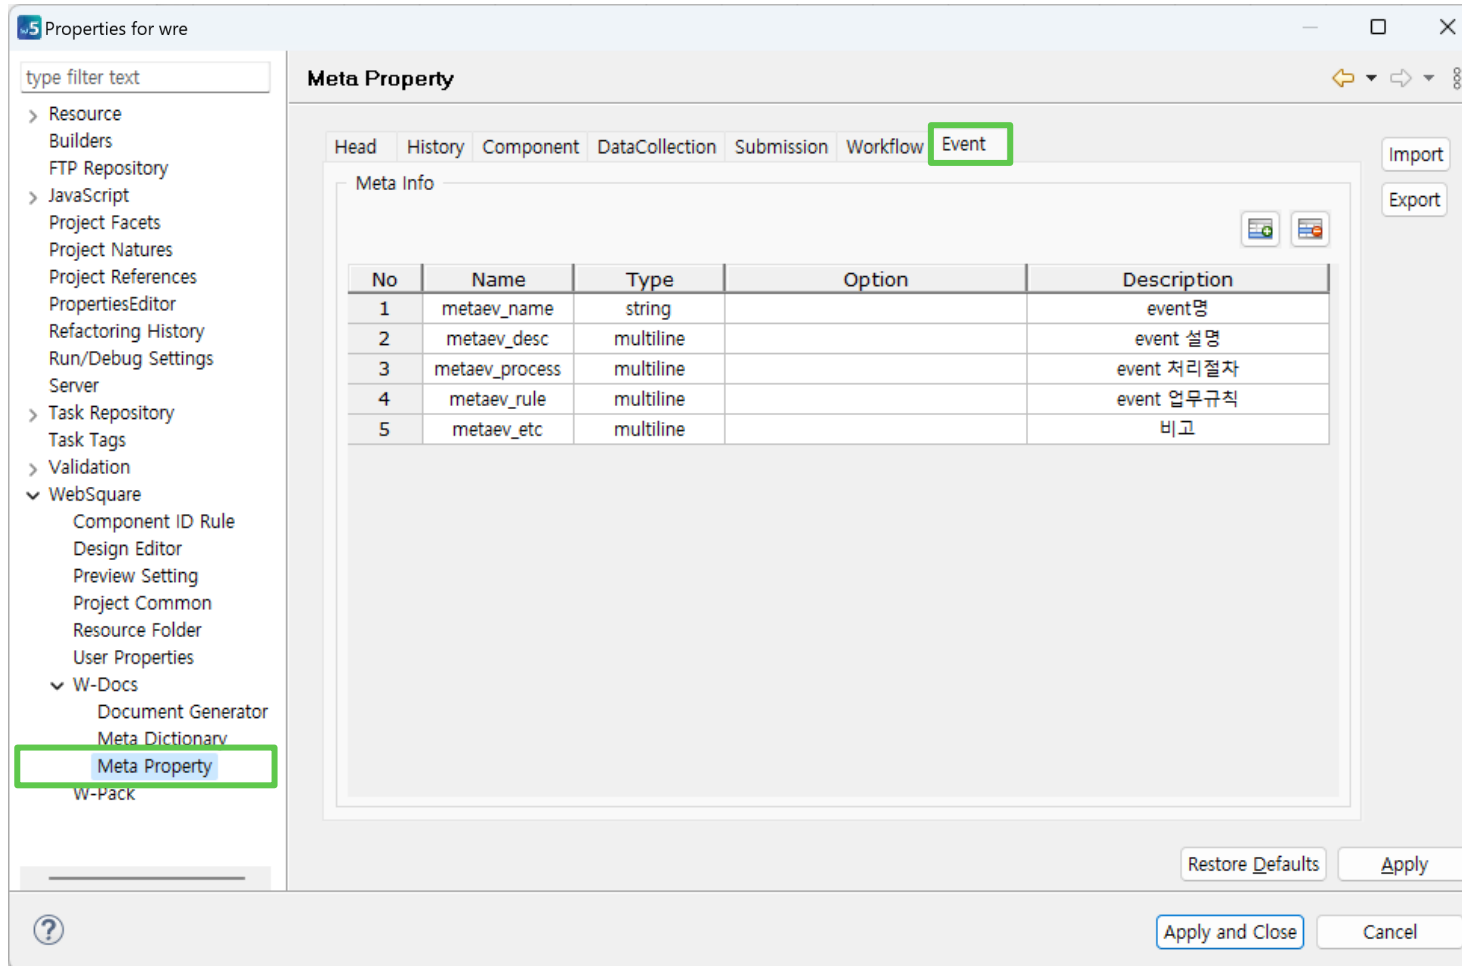 w5 Properties for wre
type filter text
Resource
Builders
FTP Repository
JavaScript
Project Facets
Project Natures
Project References
PropertiesEditor
Refactoring History
Run/Debug Settings
Server
Task Repository
Task Tags
Validation
WebSquare
Component ID Rule
Design Editor
Preview Setting
Project Common
Resource Folder
User Properties
W-Docs
Document Generator
Meta Dictionary
Meta Property
W-Pack
Meta Property
Head History Component DataCollection Submission Workflow Event
Import
Export
Meta Info
No Name Type Option Description
1 metaev_name string event명
2 metaev_desc multiline event 설명
3 metaev_process multiline event 처리절차
4 metaev_rule multiline event 업무규칙
5 metaev_etc multiline 비고
Restore Defaults Apply
? Apply and Close Cancel